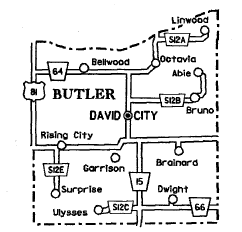 Linwood
S12A
Octavia
Bellwood
64
Abie
81
BUTLER
S12B
Bruno
DAVID CITY
Rising City
Garrison
Brainard
S12E
15
Surprise
Dwight
Ulysses
S12C
66